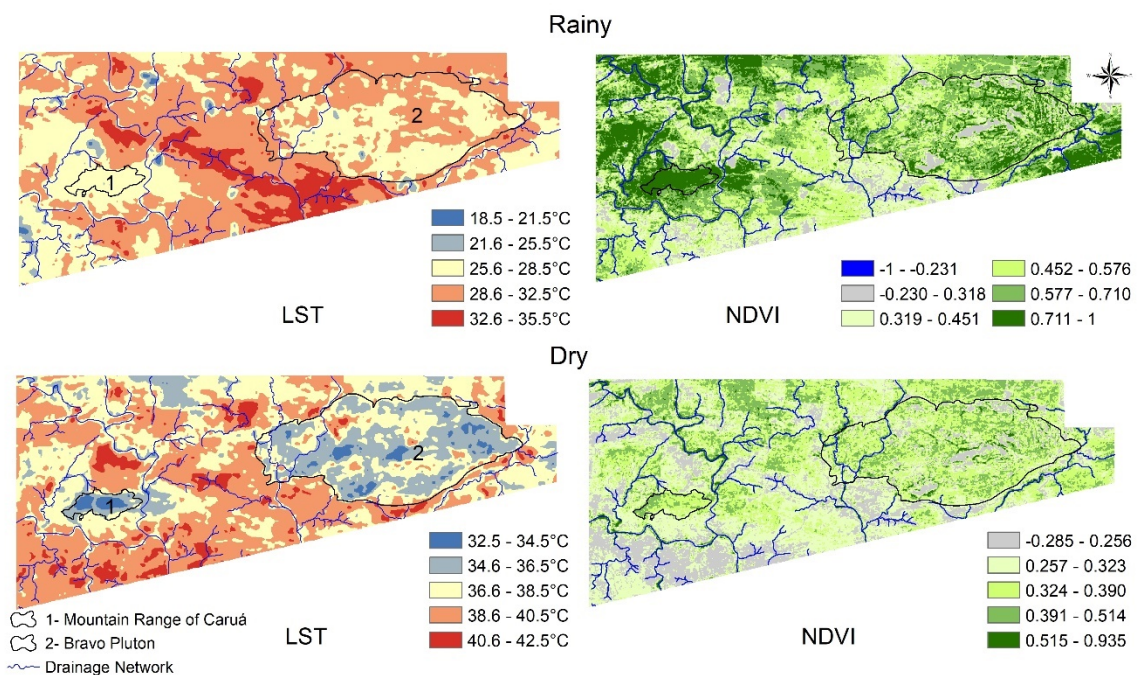 Rainy
1
2
18.5 - 21.5°C
21.6 - 25.5°C
25.6 - 28.5°C
28.6 - 32.5°C
32.6 - 35.5°C
LST
N
W
E
S
-1 - -0.231
-0.230 - 0.318
0.319 - 0.451
0.452 - 0.576
0.577 - 0.710
0.711 - 1
NDVI
Dry
1
2
32.5 - 34.5°C
34.6 - 36.5°C
36.6 - 38.5°C
38.6 - 40.5°C
40.6 - 42.5°C
LST
1- Mountain Range of Caruá
2- Bravo Pluton
Drainage Network
-0.285 - 0.256
0.257 - 0.323
0.324 - 0.390
0.391 - 0.514
0.515 - 0.935
NDVI